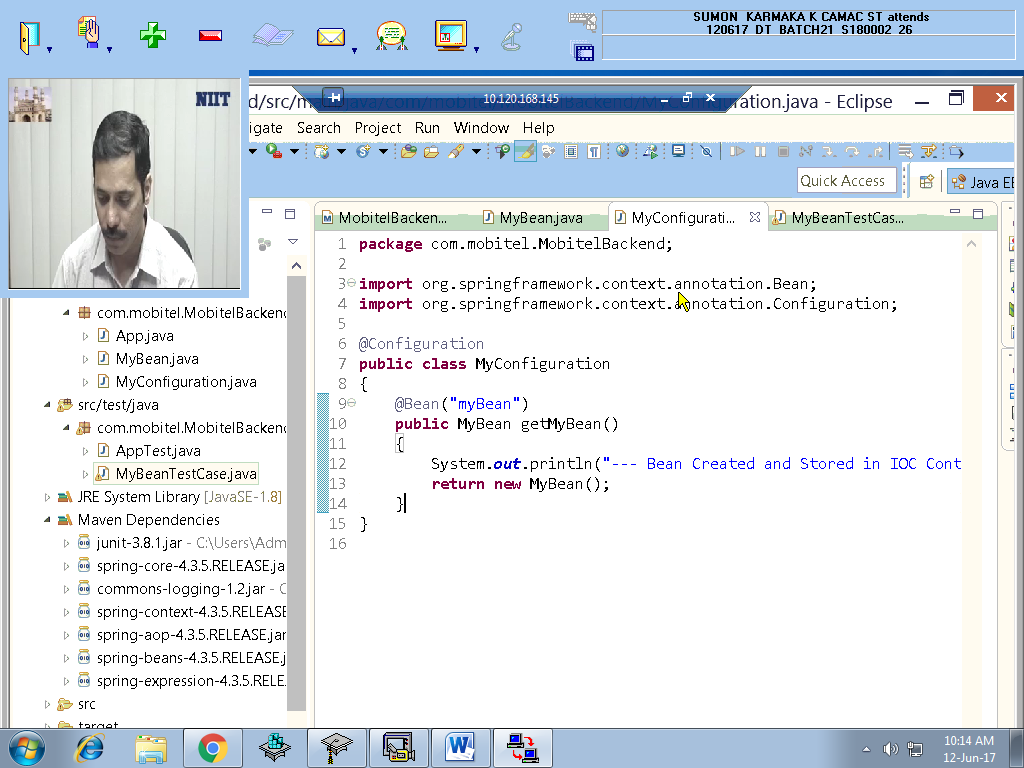 SUMON KARMAKA K CAMAC ST attends
120617_DT_BATCH21_S180002_26
NIIT
d/src/ma
10.120.168.145
figuration.java - Eclipse
igate Search Project Run Window Help
Quick Access
Java EE
MobitelBacken...
MyBean.java
MyConfigurati...
MyBeanTestCas...
com.mobitel.MobitelBackend
App.java
MyBean.java
MyConfiguration.java
src/test/java
com.mobitel.MobitelBackend
AppTest.java
MyBeanTestCase.java
JRE System Library [JavaSE-1.8]
Maven Dependencies
junit-3.8.1.jar - C:\Users\Adm
spring-core-4.3.5.RELEASE.ja
commons-logging-1.2.jar - C
spring-context-4.3.5.RELEASE
spring-aop-4.3.5.RELEASE.jar
spring-beans-4.3.5.RELEASE.j
spring-expression-4.3.5.RELE
src
target
1 package com.mobitel.MobitelBackend;
2
3 import org.springframework.context.annotation.Bean;
4 import org.springframework.context.annotation.Configuration;
5
6 @Configuration
7 public class MyConfiguration
8 {
9 @Bean("myBean")
10 public MyBean getMyBean()
11 {
12 System.out.println("--- Bean Created and Stored in IOC Cont
13 return new MyBean();
14 }
15 }
16
10:14 AM
12-Jun-17